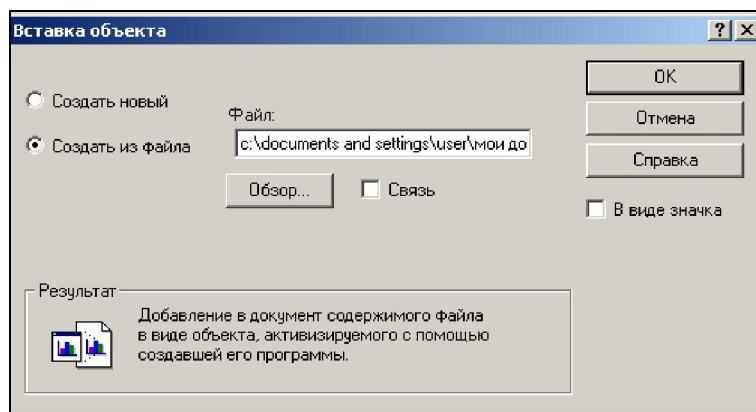 Вставка объекта
Создать новый
Создать из файла
Файл:
c:\documents and settings\user\мои до
Обзор...
Связь
OK
Отмена
Справка
В виде значка
Результат
Добавление в документ содержимого файла
в виде объекта, активизируемого с помощью
создавшей его программы.